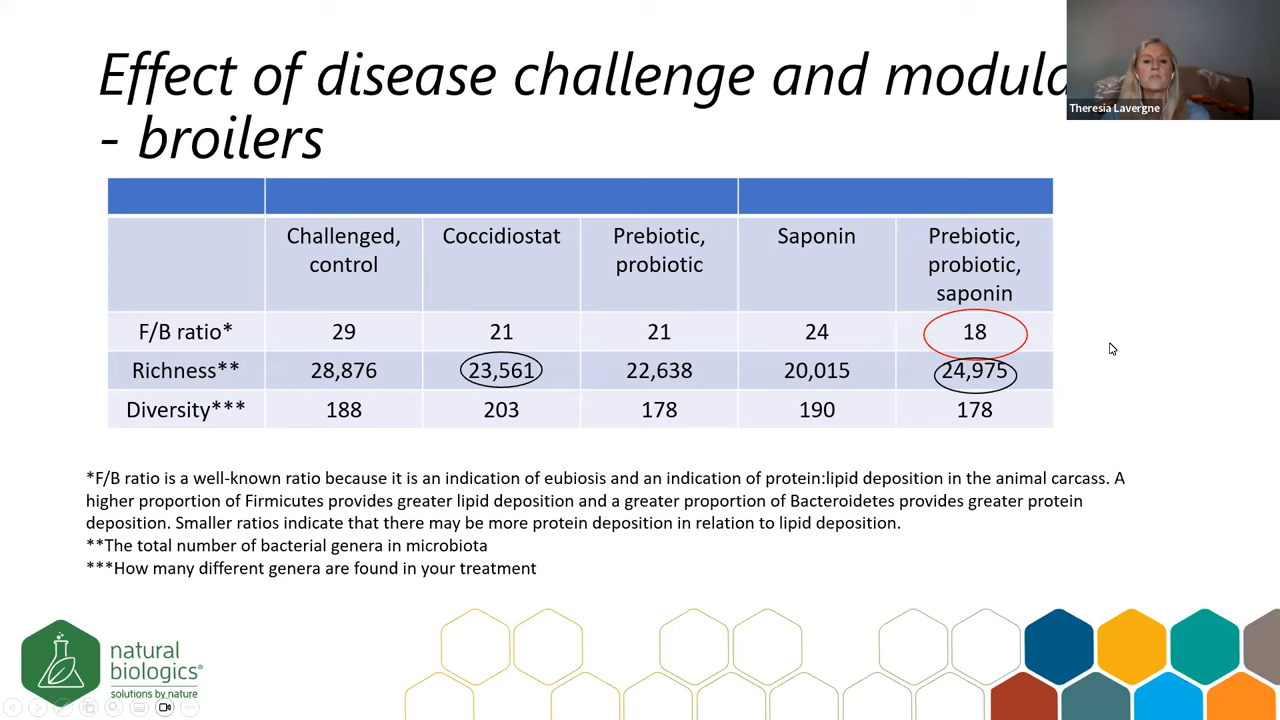 Effect of disease challenge and modula
- broilers
Theresia Lavergne
Challenged, control
Coccidiostat
Prebiotic, probiotic
Saponin
Prebiotic, probiotic, saponin
F/B ratio* 29 21 21 24 18
Richness** 28,876 23,561 22,638 20,015 24,975
Diversity*** 188 203 178 190 178
*F/B ratio is a well-known ratio because it is an indication of eubiosis and an indication of protein:lipid deposition in the animal carcass. A
higher proportion of Firmicutes provides greater lipid deposition and a greater proportion of Bacteroidetes provides greater protein
deposition. Smaller ratios indicate that there may be more protein deposition in relation to lipid deposition.
**The total number of bacterial genera in microbiota
***How many different genera are found in your treatment
natural
biologics®
solutions by nature